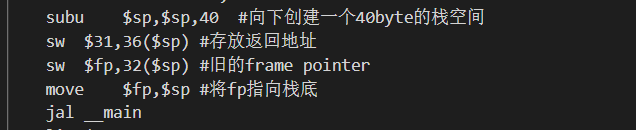 subu $sp,$sp,40 #向下创建一个40byte的栈空间
sw $31,36($sp) #存放返回地址
sw $fp,32($sp) #旧的frame pointer
move $fp,$sp #将fp指向栈底
jal __main